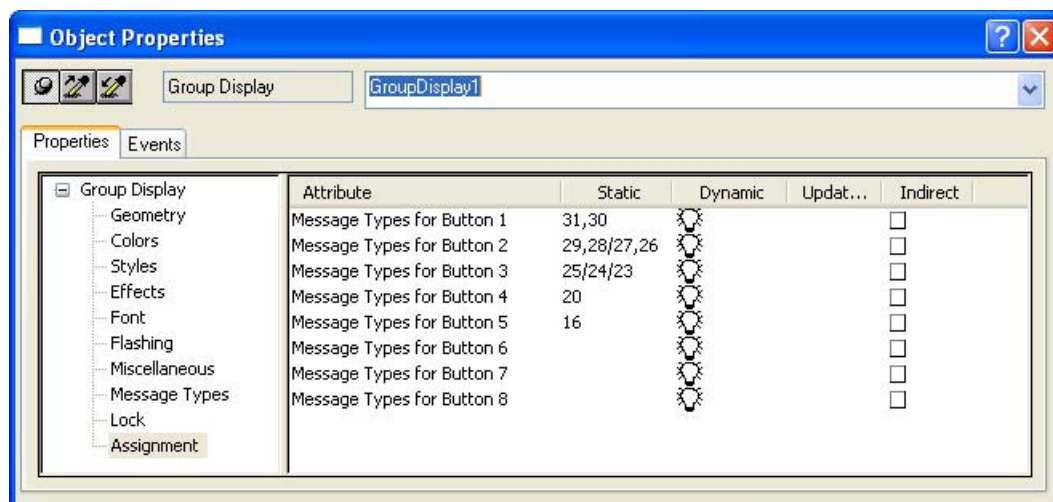 Object Properties
Group Display GroupDisplay1
Properties Events
Group Display
Geometry
Colors
Styles
Effects
Font
Flashing
Miscellaneous
Message Types
Lock
Assignment
Attribute Static Dynamic Updat... Indirect
Message Types for Button 1 31,30
Message Types for Button 2 29,28/27,26
Message Types for Button 3 25/24/23
Message Types for Button 4 20
Message Types for Button 5 16
Message Types for Button 6
Message Types for Button 7
Message Types for Button 8